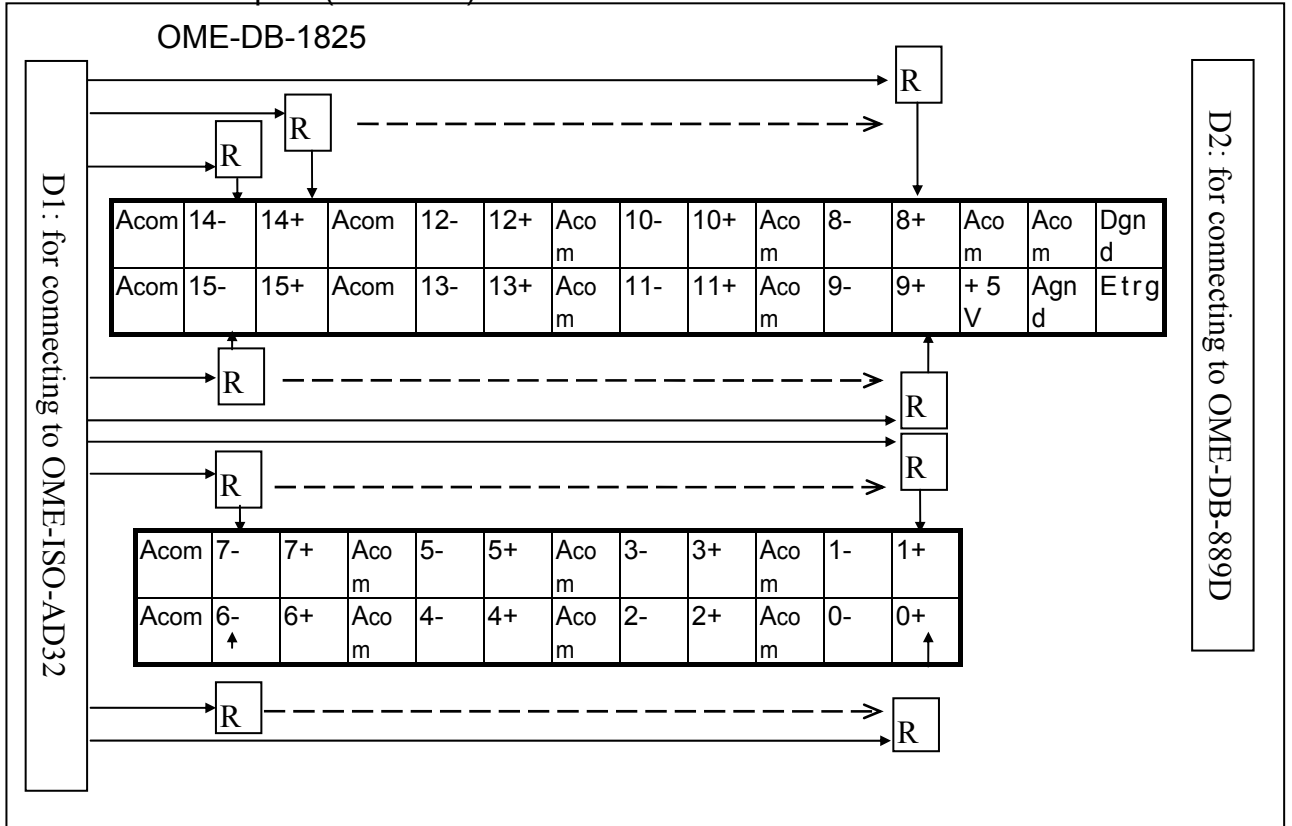 OME-DB-1825
D1: for connecting to OME-ISO-AD32
D2: for connecting to OME-DB-889D
R
R
R
Acom 14- 14+ Acom 12- 12+ Aco m 10- 10+ Aco m 8- 8+ Aco m Aco m Dgn d
Acom 15- 15+ Acom 13- 13+ Aco m 11- 11+ Aco m 9- 9+ +5 V Agn d Etrg
R
R
R
R
Acom 7- 7+ Aco m 5- 5+ Aco m 3- 3+ Aco m 1- 1+
Acom 6- 6+ Aco m 4- 4+ Aco m 2- 2+ Aco m 0- 0+
R
R